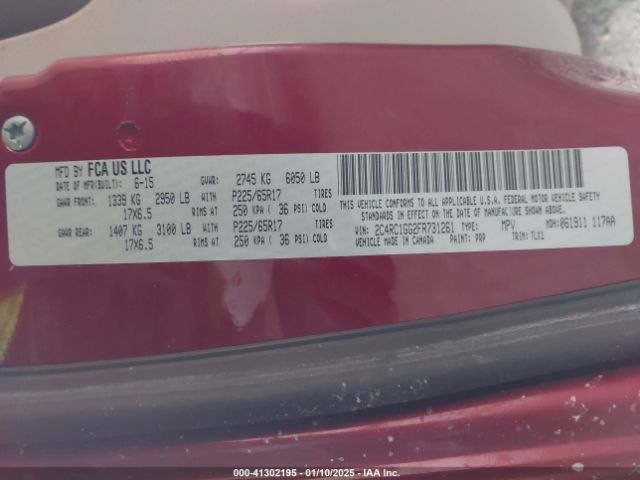 MFD BY FCA US LLC
DATE OF MFR(BUILT): 6-15 GVWR: 2745 KG 6050 LB
GAWR FRONT: 1339 KG 2950 LB WITH P225/65R17 TIRES
17X6.5 RIMS AT 250 KPA ( 36 PSI) COLD
GAWR REAR: 1407 KG 3100 LB WITH P225/65R17 TIRES
17X6.5 RIMS AT 250 KPA ( 36 PSI) COLD
THIS VEHICLE CONFORMS TO ALL APPLICABLE U.S.A. FEDERAL MOTOR VEHICLE SAFETY
STANDARDS IN EFFECT ON THE DATE OF MANUFACTURE SHOWN ABOVE.
VIN: 2C4RC1GG2FR731261 TYPE: MPV MDH: 061911 117AA
VEHICLE MADE IN CANADA PAINT: PRP TRIM: TLX1
000-41302195 - 01/10/2025 - IAA Inc.